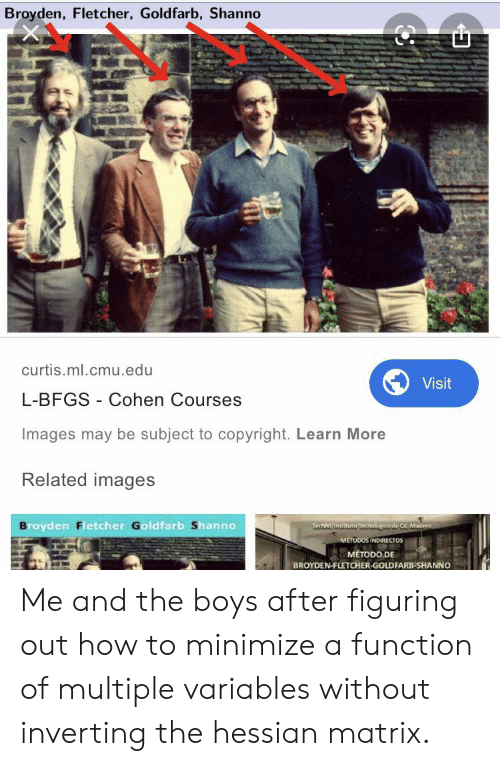 Broyden, Fletcher, Goldfarb, Shanno
curtis.ml.cmu.edu
Visit
L-BFGS - Cohen Courses
Images may be subject to copyright. Learn More
Related images
Broyden Fletcher Goldfarb Shanno
TecNM, Instituto Tecnológico de Cd. Madero
MÉTODOS INDIRECTOS
MÉTODO DE
BROYDEN-FLETCHER-GOLDFARB-SHANNO
Me and the boys after figuring
out how to minimize a function
of multiple variables without
inverting the hessian matrix.